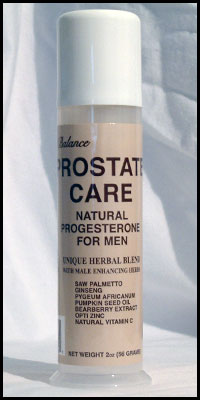 Balance
PROSTATE
CARE
NATURAL
PROGESTERONE
FOR MEN
UNIQUE HERBAL BLEND
WITH MALE ENHANCING HERBS
SAW PALMETTO
GINSENG
PYGEUM AFRICANUM
PUMPKIN SEED OIL
BEARBERRY EXTRACT
OPTI ZINC
NATURAL VITAMIN C
NET WEIGHT 2oz (56 GRAMS)